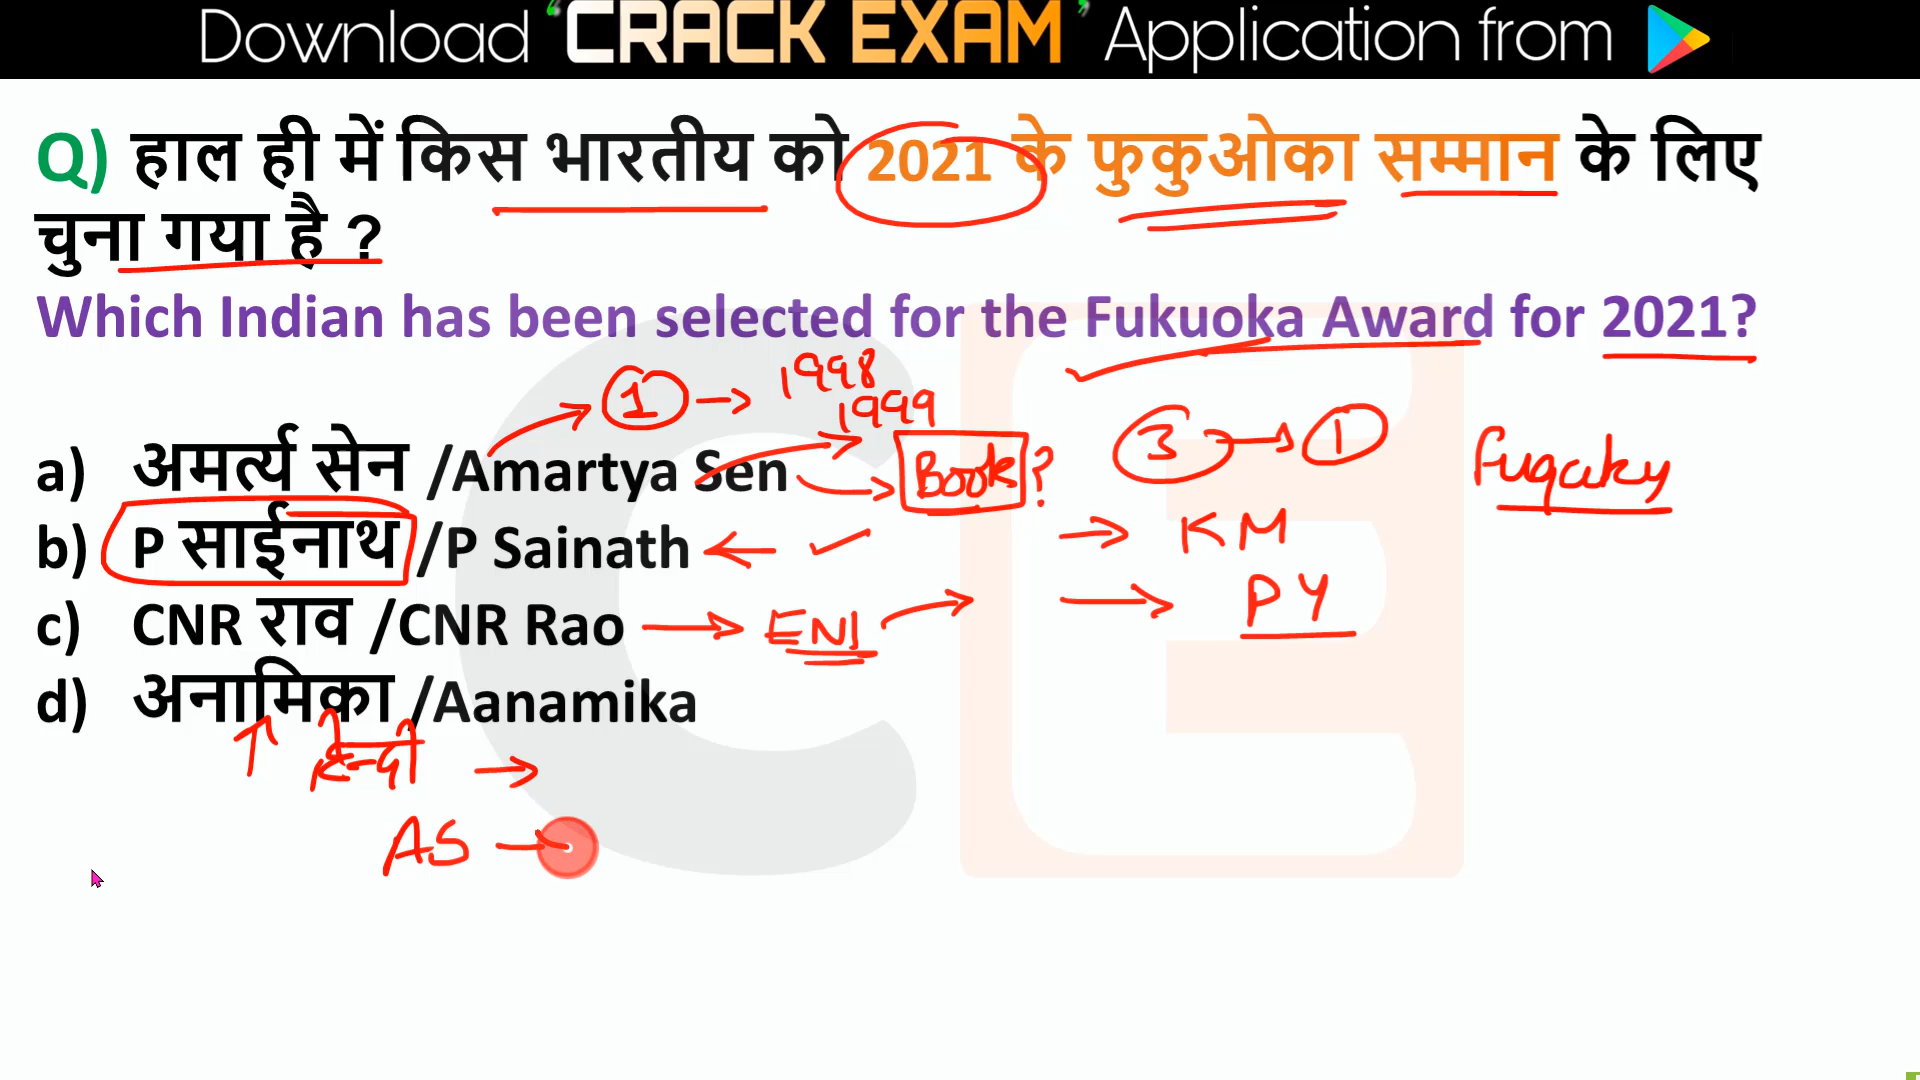 Download ‘CRACK EXAM’ Application from
Q) हाल ही में किस भारतीय को 2021 के फुकुओका सम्मान के लिए
चुना गया है ?
Which Indian has been selected for the Fukuoka Award for 2021?
1 → 1998
1999
a) अमर्त्य सेन /Amartya Sen Book ? 3 → 1 Fugaku
b) P साईनाथ /P Sainath ← → KM
c) CNR राव /CNR Rao → ENI → PY
d) अनामिका /Aanamika
AS